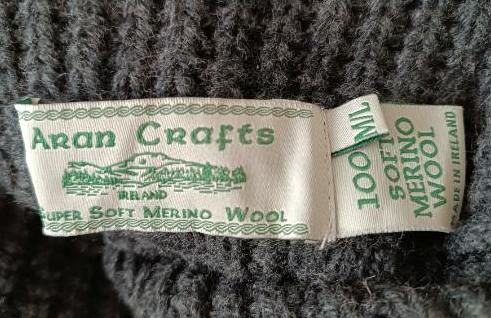 Aran Crafts
IRELAND
SUPER SOFT MERINO WOOL
M/L
100
SOFT
MERINO
WOOL
MADE IN IRELAND